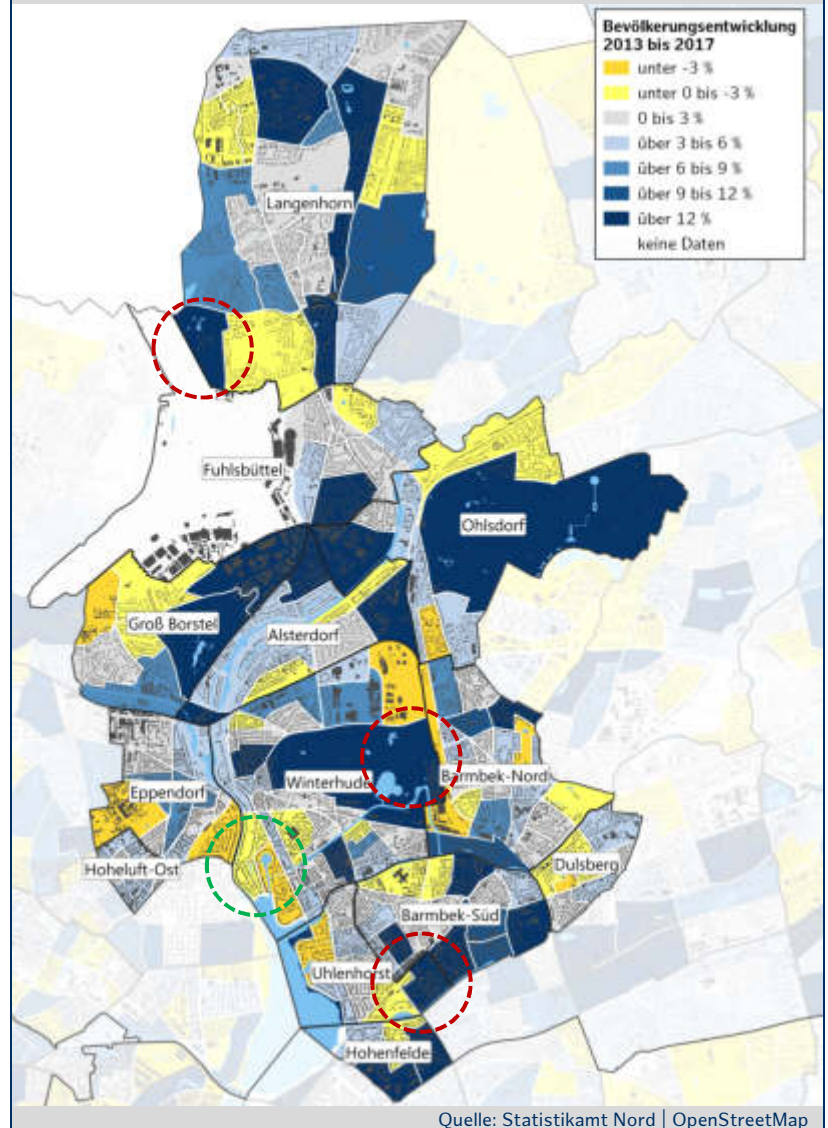 Bevölkerungsentwicklung
2013 bis 2017
unter -3 %
unter 0 bis -3 %
0 bis 3 %
über 3 bis 6 %
über 6 bis 9 %
über 9 bis 12 %
über 12 %
keine Daten
Langenhorn
Fuhlsbüttel
Ohlsdorf
Groß Borstel
Alsterdorf
Winterhude
Barmbek-Nord
Eppendorf
Hoheluft-Ost
Dulsberg
Barmbek-Süd
Uhlenhorst
Hohenfelde
Quelle: Statistikamt Nord | OpenStreetMap